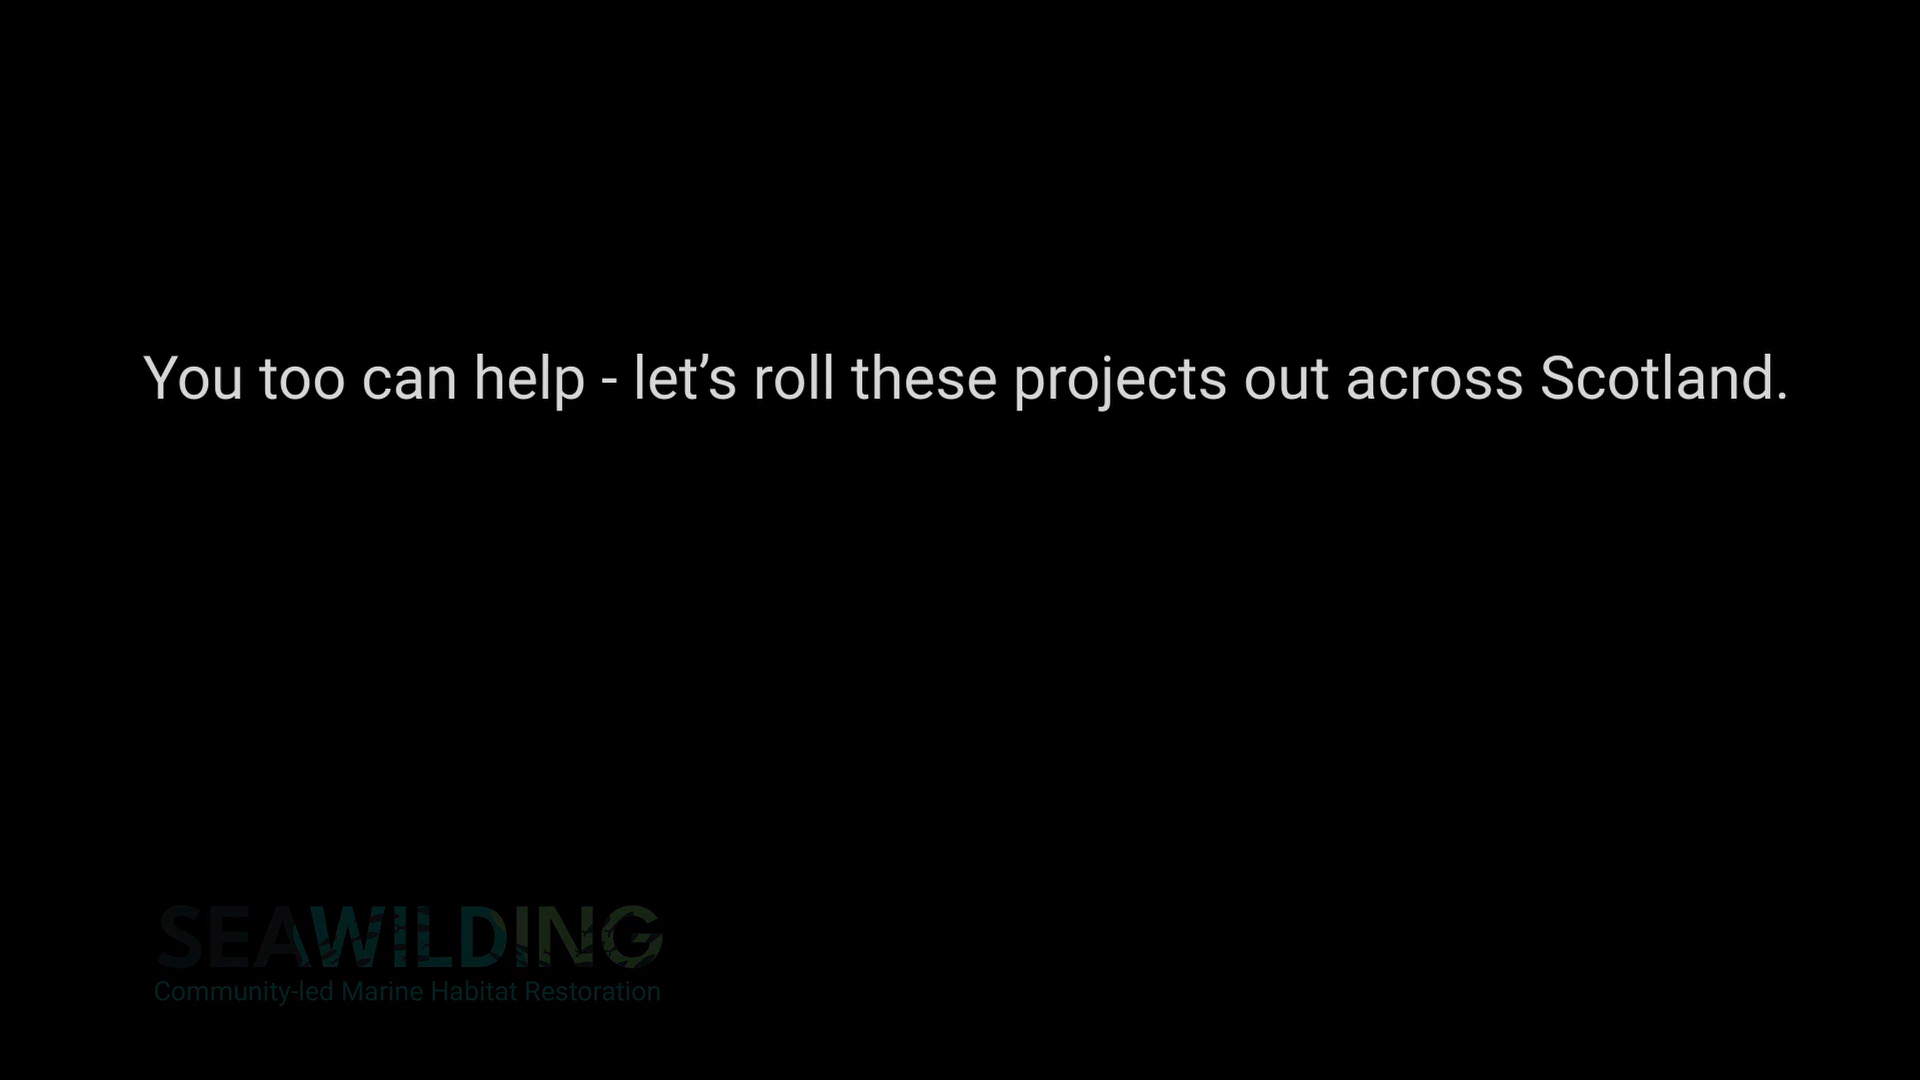 You too can help - let’s roll these projects out across Scotland.
SEAWILDING
Community-led Marine Habitat Restoration